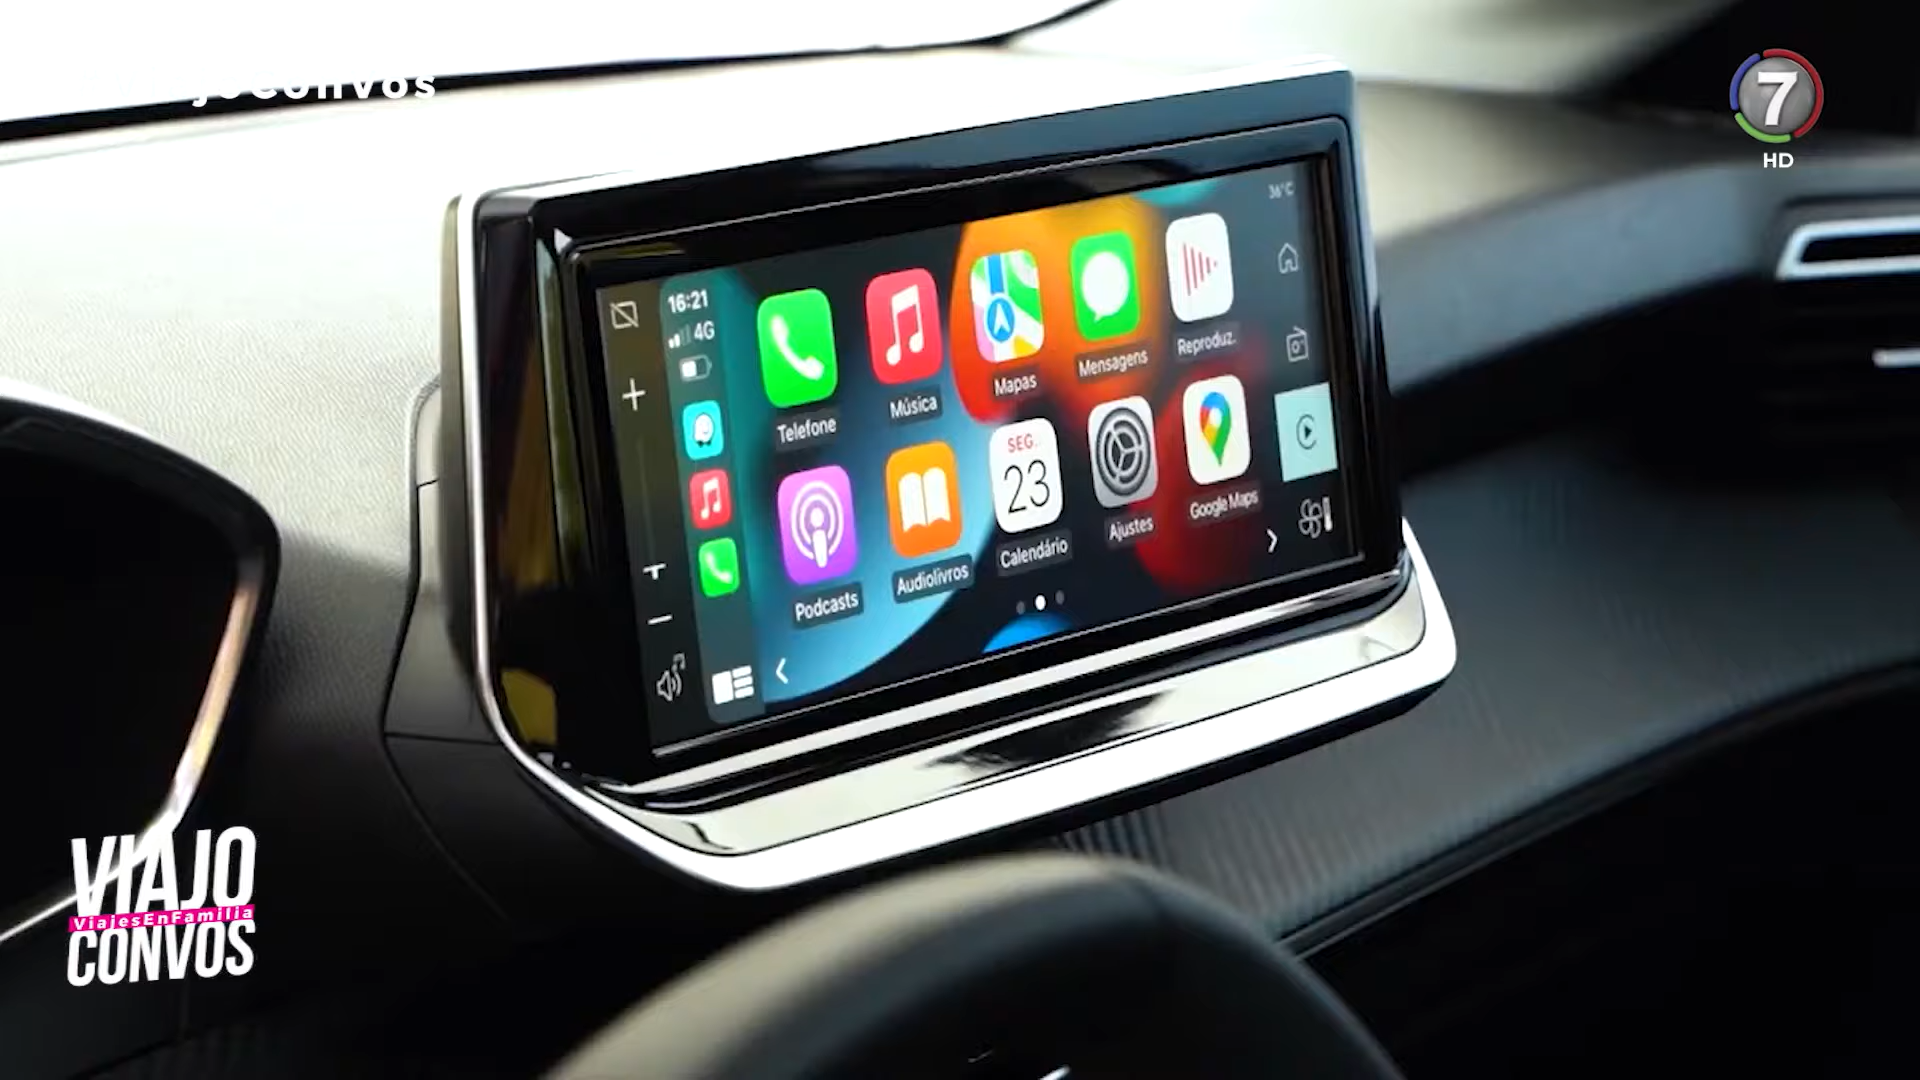 7
HD
36°C
16:21
4G
Telefone
Música
Mapas
Mensagens
Reproduz.
Podcasts
Audiolivros
SEG.
23
Calendário
Ajustes
Google Maps
VIAJO
ViajesEnFamilia
CONVOS